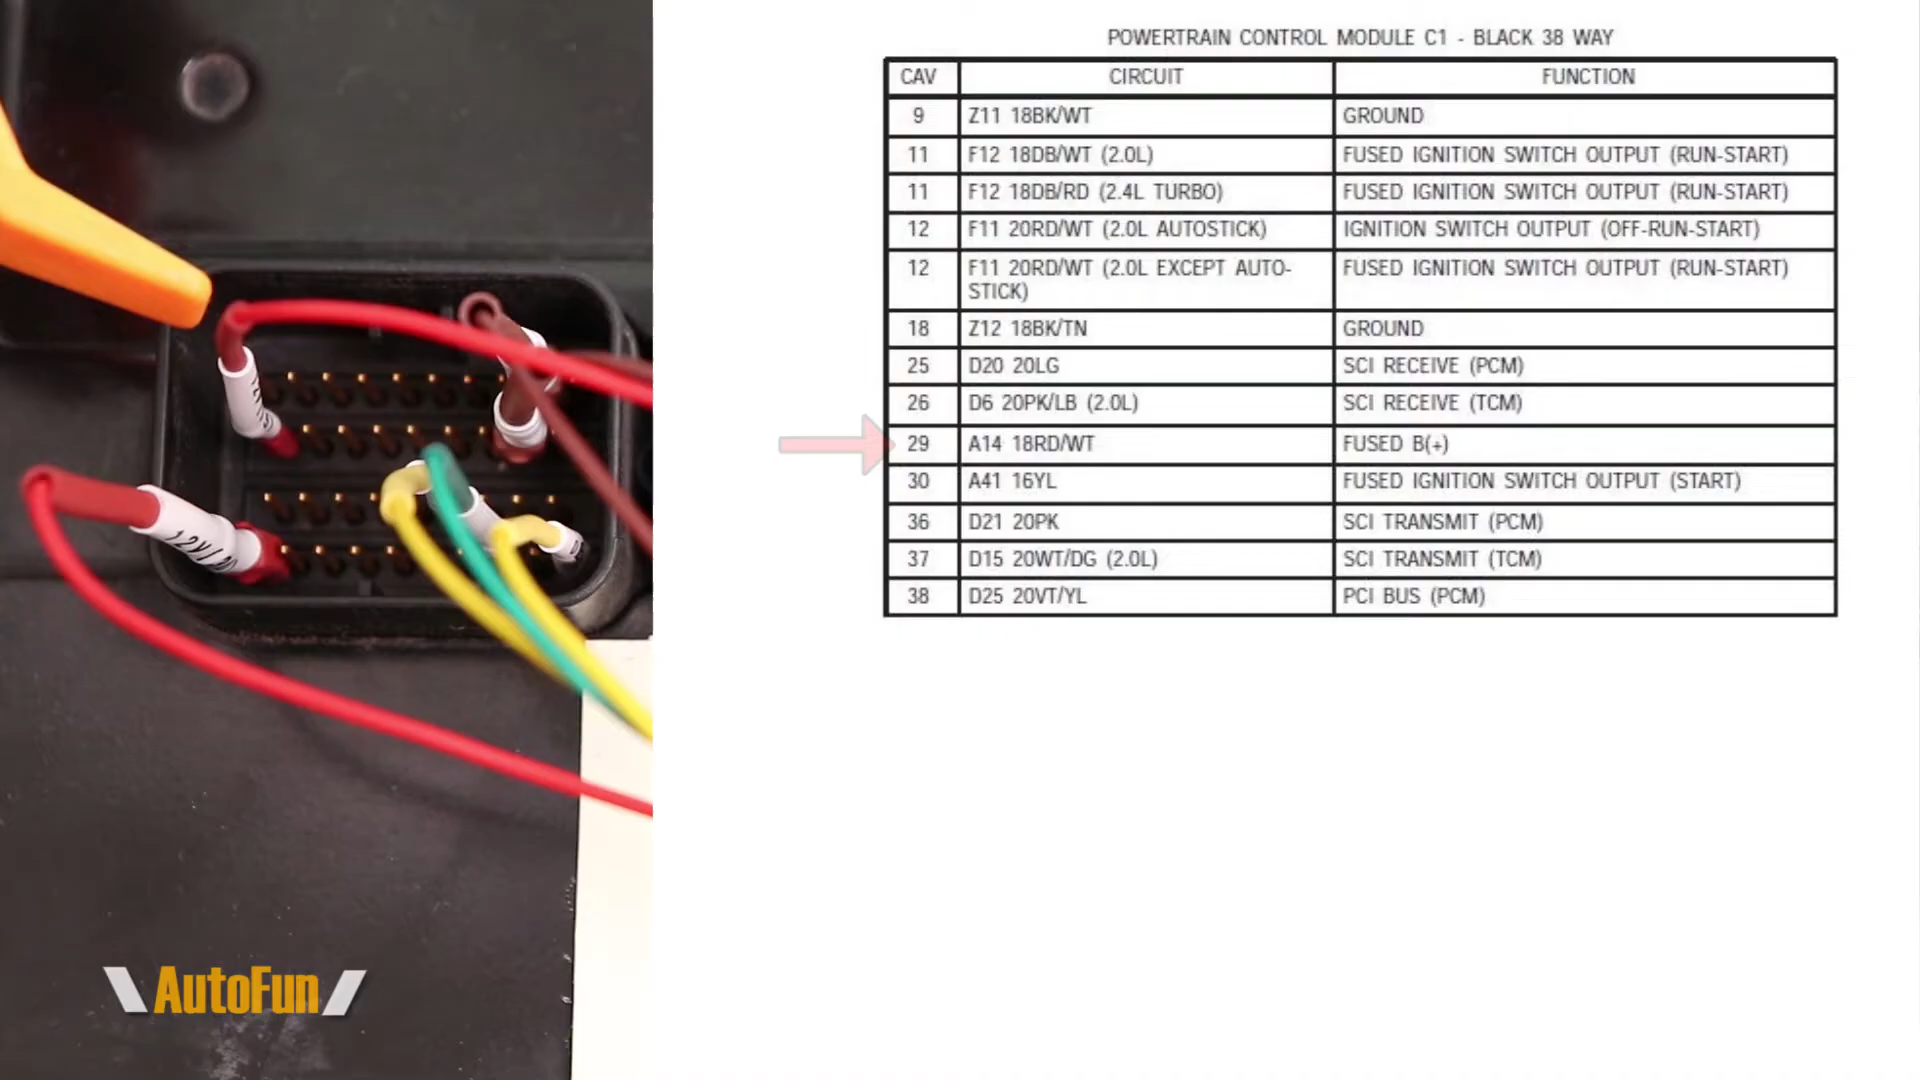 POWERTRAIN CONTROL MODULE C1 - BLACK 38 WAY
CAV CIRCUIT FUNCTION
9 Z11 18BK/WT GROUND
11 F12 18DB/WT (2.0L) FUSED IGNITION SWITCH OUTPUT (RUN-START)
11 F12 18DB/RD (2.4L TURBO) FUSED IGNITION SWITCH OUTPUT (RUN-START)
12 F11 20RD/WT (2.0L AUTOSTICK) IGNITION SWITCH OUTPUT (OFF-RUN-START)
12 F11 20RD/WT (2.0L EXCEPT AUTO- FUSED IGNITION SWITCH OUTPUT (RUN-START)
STICK)
18 Z12 18BK/TN GROUND
25 D20 20LG SCI RECEIVE (PCM)
26 D6 20PK/LB (2.0L) SCI RECEIVE (TCM)
29 A14 18RD/WT FUSED B(+)
30 A41 16YL FUSED IGNITION SWITCH OUTPUT (START)
36 D21 20PK SCI TRANSMIT (PCM)
37 D15 20WT/DG (2.0L) SCI TRANSMIT (TCM)
38 D25 20VT/YL PCI BUS (PCM)
AutoFun